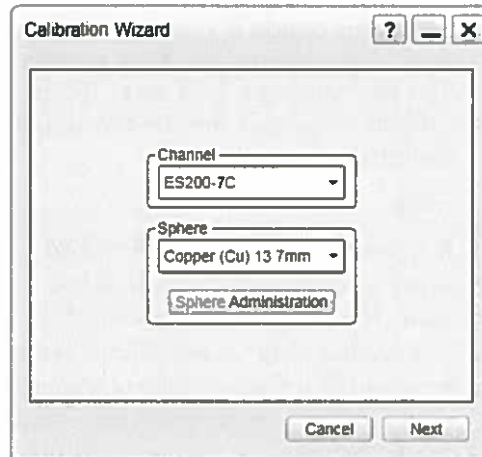 Calibration Wizard
?
Channel
ES200-7C
Sphere
Copper (Cu) 13 7mm
Sphere Administration
Cancel
Next